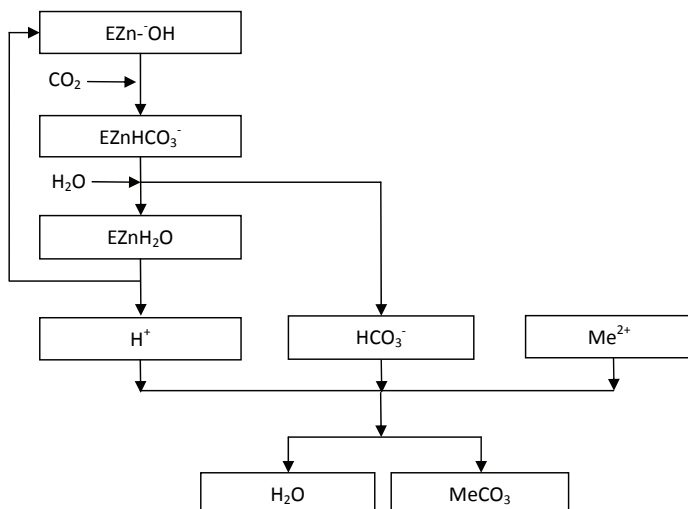 EZn-⁻OH
CO₂
EZnHCO₃⁻
H₂O
EZnH₂O
H⁺
HCO₃⁻
Me²⁺
H₂O
MeCO₃